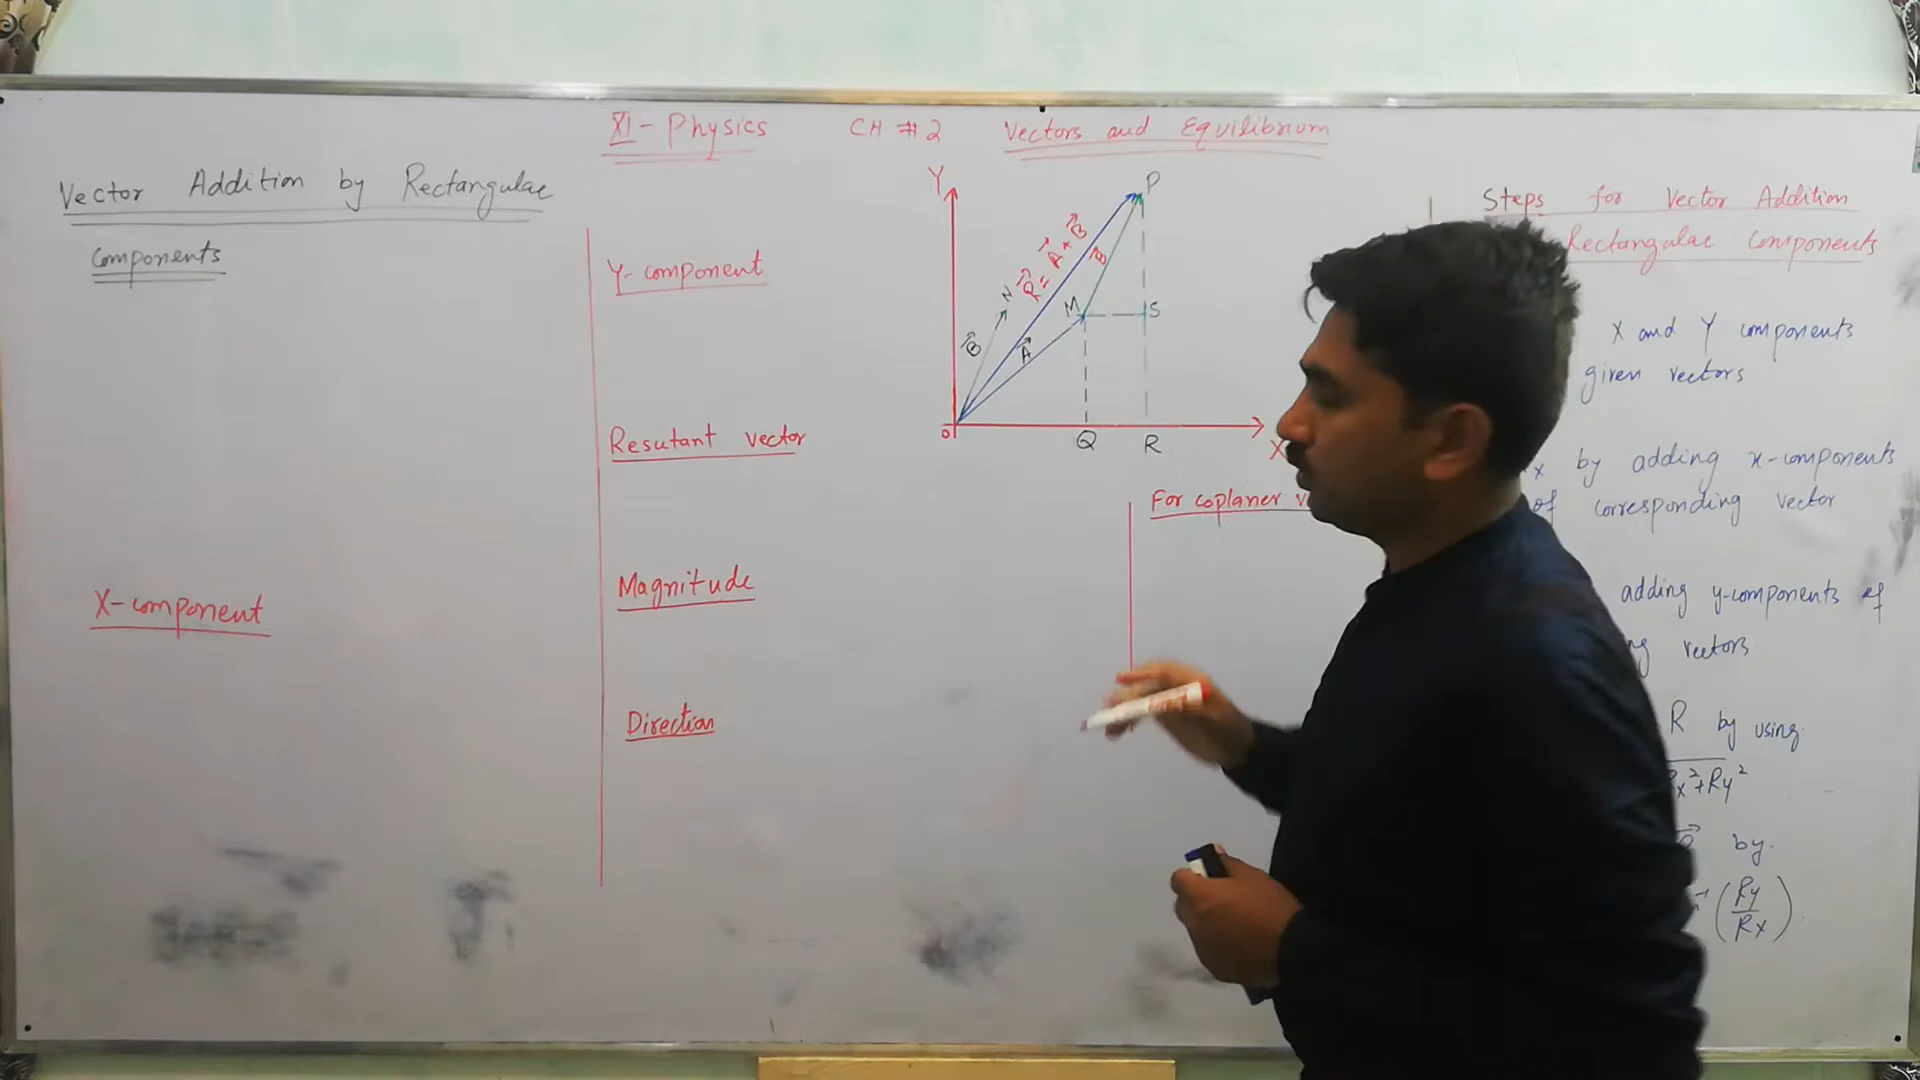 XI - Physics CH # 2 Vectors and Equilibrium
Vector Addition by Rectangular
Components
X-component
Y-component
Resutant vector
Magnitude
Direction
Y
P
R⃗ = A⃗ + B⃗
B⃗
N
M
S
B⃗
A⃗
O
Q
R
X
For coplaner
Steps for Vector Addition
Rectangular Components
X and Y components
given vectors
x by adding x-components
of corresponding vector
adding y-components of
vectors
R by using
x²+Ry²
by
(Ry/Rx)